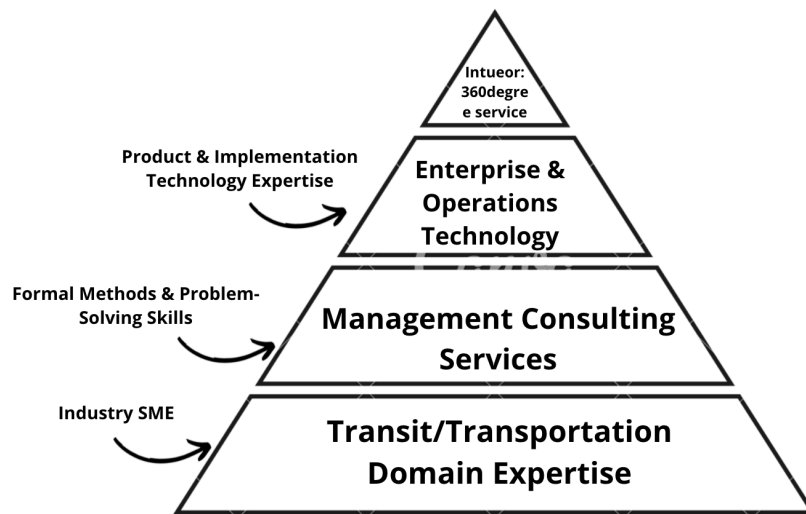 Intueor:
360degre
e service
Product & Implementation
Technology Expertise
Enterprise &
Operations
Technology
Formal Methods & Problem-
Solving Skills
Management Consulting
Services
Industry SME
Transit/Transportation
Domain Expertise